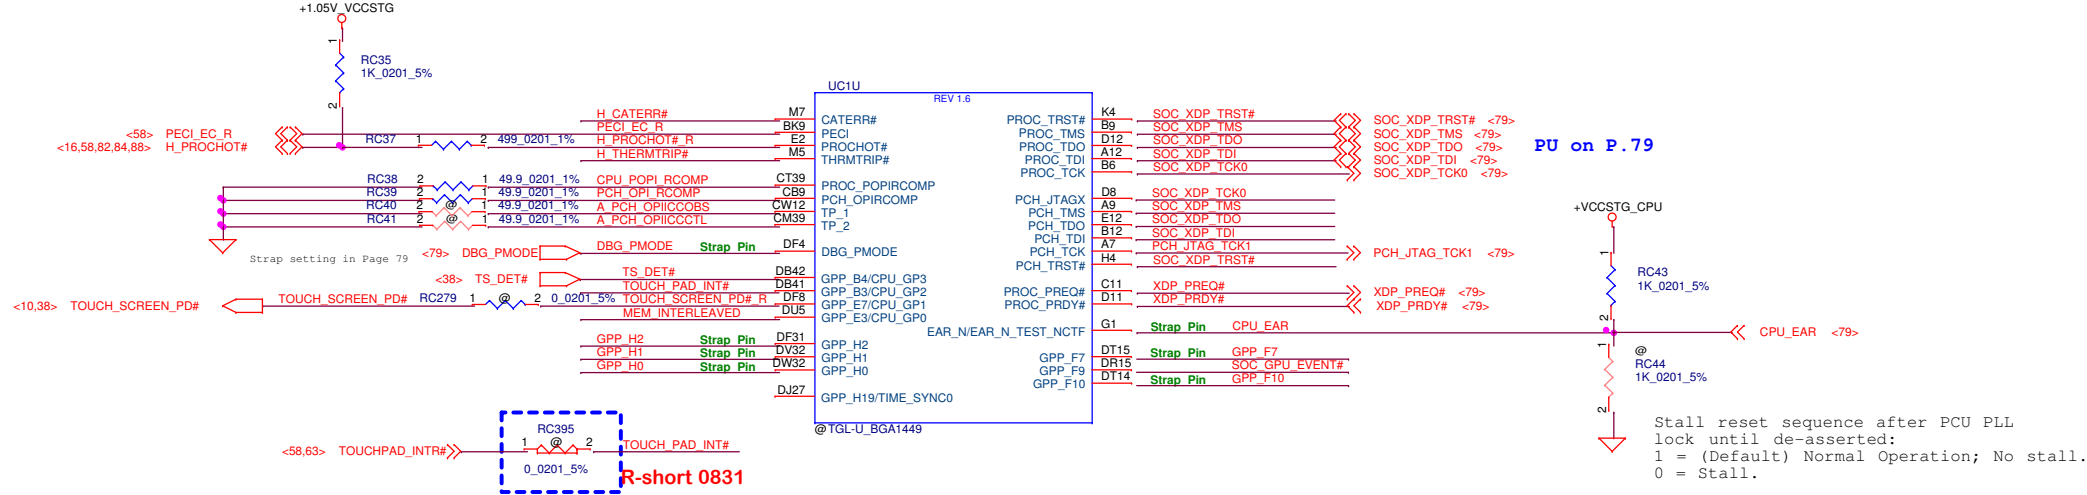 +1.05V_VCCSTG
1
RC35
1K_0201_5%
2
<58> PECI_EC_R
<16,58,82,84,88> H_PROCHOT#
RC37 1 2 499_0201_1%
H_CATERR#
PECI_EC_R
H_PROCHOT#_R
H_THERMTRIP#
RC38 2 1 49.9_0201_1% CPU_POPI_RCOMP
RC39 2 1 49.9_0201_1% PCH_OPI_RCOMP
RC40 2 @ 1 49.9_0201_1% A_PCH_OPIICCOBS
RC41 2 @ 1 49.9_0201_1% A_PCH_OPIICCCTL
<79> DBG_PMODE DBG_PMODE Strap Pin
Strap setting in Page 79
<38> TS_DET# TS_DET#
TOUCH_PAD_INT#
<10,38> TOUCH_SCREEN_PD# TOUCH_SCREEN_PD# RC279 1 @ 2 0_0201_5% TOUCH_SCREEN_PD#_R
MEM_INTERLEAVED
GPP_H2 Strap Pin
GPP_H1 Strap Pin
GPP_H0 Strap Pin
UC1U
REV 1.6
M7 CATERR#
BK9 PECI
E2 PROCHOT#
M5 THRMTRIP#
CT39 PROC_POPIRCOMP
CB9 PCH_OPIRCOMP
CW12 TP_1
CM39 TP_2
DF4 DBG_PMODE
DB42 GPP_B4/CPU_GP3
DB41 GPP_B3/CPU_GP2
DF8 GPP_E7/CPU_GP1
DU5 GPP_E3/CPU_GP0
DF31 GPP_H2
DV32 GPP_H1
DW32 GPP_H0
DJ27 GPP_H19/TIME_SYNC0
PROC_TRST# K4 SOC_XDP_TRST# SOC_XDP_TRST# <79>
PROC_TMS B9 SOC_XDP_TMS SOC_XDP_TMS <79>
PROC_TDO D12 SOC_XDP_TDO SOC_XDP_TDO <79>
PROC_TDI A12 SOC_XDP_TDI SOC_XDP_TDI <79>
PROC_TCK B6 SOC_XDP_TCK0 SOC_XDP_TCK0 <79>
PU on P.79
PCH_JTAGX D8 SOC_XDP_TCK0
PCH_TMS A9 SOC_XDP_TMS
PCH_TDO E12 SOC_XDP_TDO
PCH_TDI B12 SOC_XDP_TDI
PCH_TCK A7 PCH_JTAG_TCK1 PCH_JTAG_TCK1 <79>
PCH_TRST# H4 SOC_XDP_TRST#
PROC_PREQ# C11 XDP_PREQ# XDP_PREQ# <79>
PROC_PRDY# D11 XDP_PRDY# XDP_PRDY# <79>
EAR_N/EAR_N_TEST_NCTF G1 Strap Pin CPU_EAR CPU_EAR <79>
GPP_F7 DT15 Strap Pin GPP_F7
GPP_F9 DR15 SOC_GPU_EVENT#
GPP_F10 DT14 Strap Pin GPP_F10
@ TGL-U_BGA1449
+VCCSTG_CPU
1
RC43
1K_0201_5%
2
1
@
RC44
1K_0201_5%
2
Stall reset sequence after PCU PLL
lock until de-asserted:
1 = (Default) Normal Operation; No stall.
0 = Stall.
RC395
<58,63> TOUCHPAD_INTR# 1 @ 2 TOUCH_PAD_INT#
0_0201_5%
R-short 0831